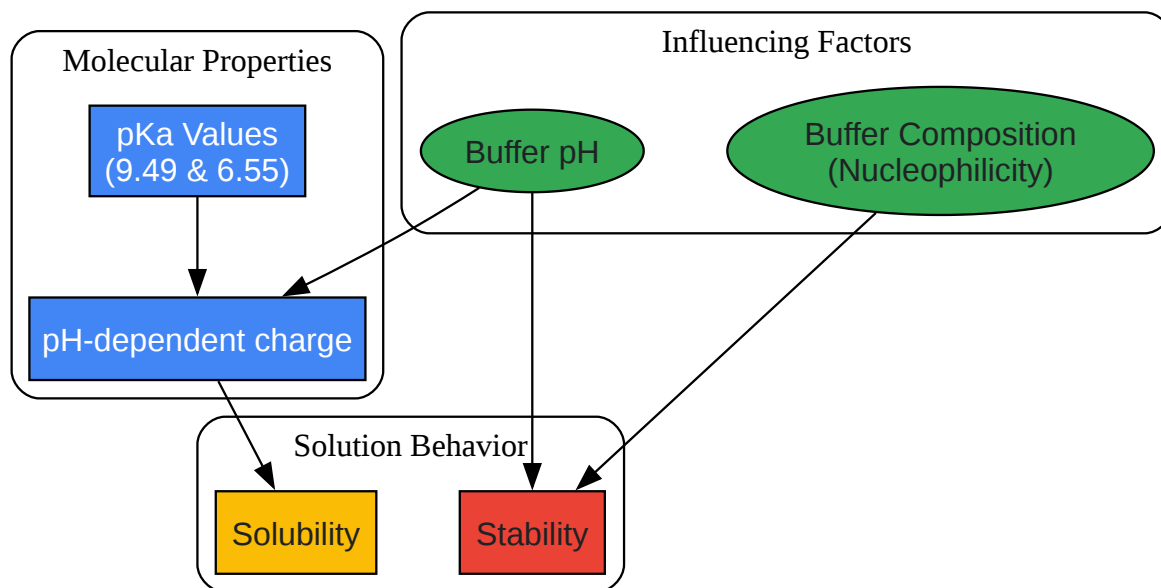 Molecular Properties
pKa Values
(9.49 & 6.55)
pH-dependent charge
Influencing Factors
Buffer pH
Buffer Composition
(Nucleophilicity)
Solution Behavior
Solubility
Stability